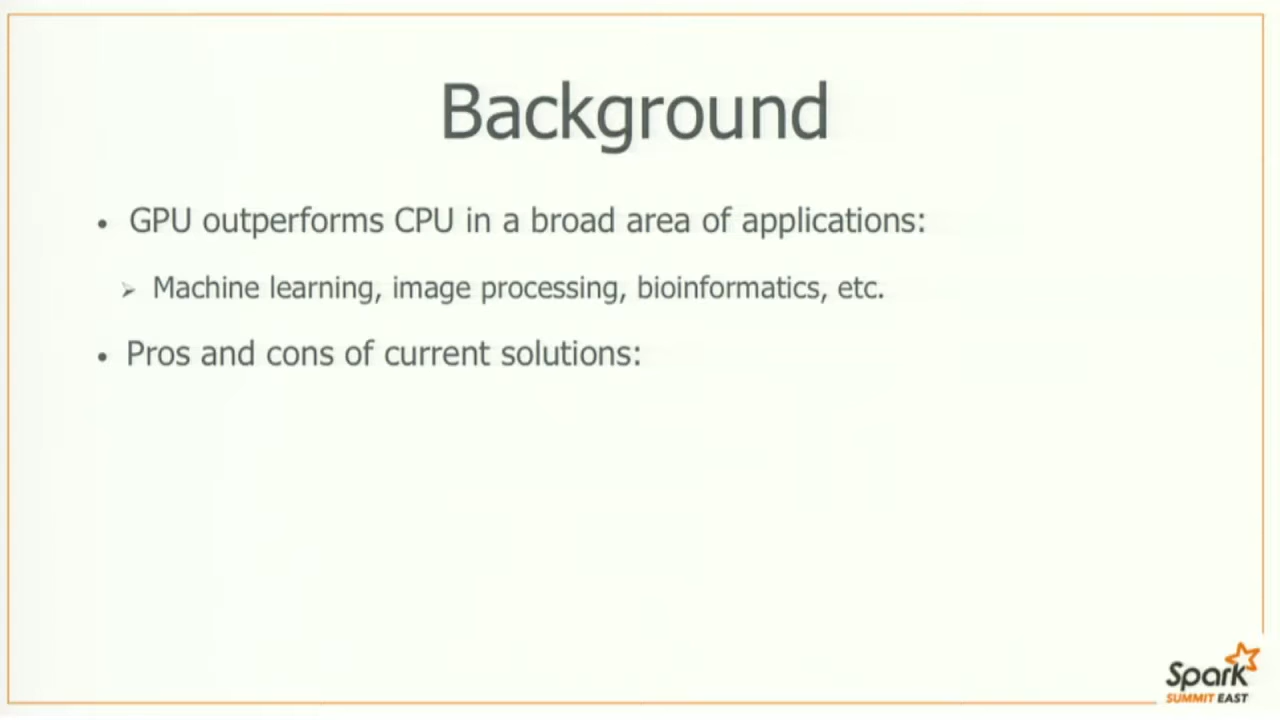 Background
• GPU outperforms CPU in a broad area of applications:
➢ Machine learning, image processing, bioinformatics, etc.
• Pros and cons of current solutions:
Spark
SUMMIT EAST